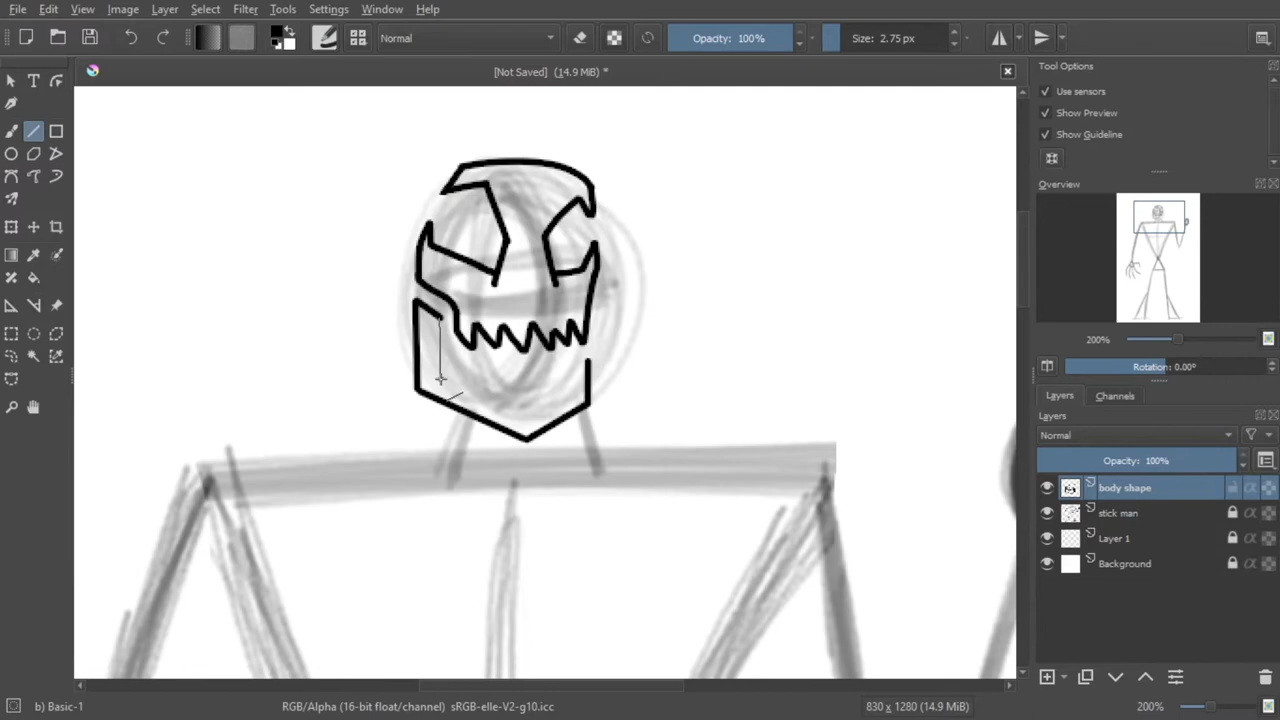 File Edit View Image Layer Select Filter Tools Settings Window Help
Normal Opacity: 100% Size: 2.75 px
[Not Saved] (14.9 MiB) *
Tool Options
Use sensors
Show Preview
Show Guideline
Overview
200%
Rotation: 0.00°
Layers Channels
Layers
Normal
Opacity: 100%
body shape
stick man
Layer 1
Background
b) Basic-1 RGB/Alpha (16-bit float/channel) sRGB-elle-V2-g10.icc 830 x 1280 (14.9 MiB) 200%